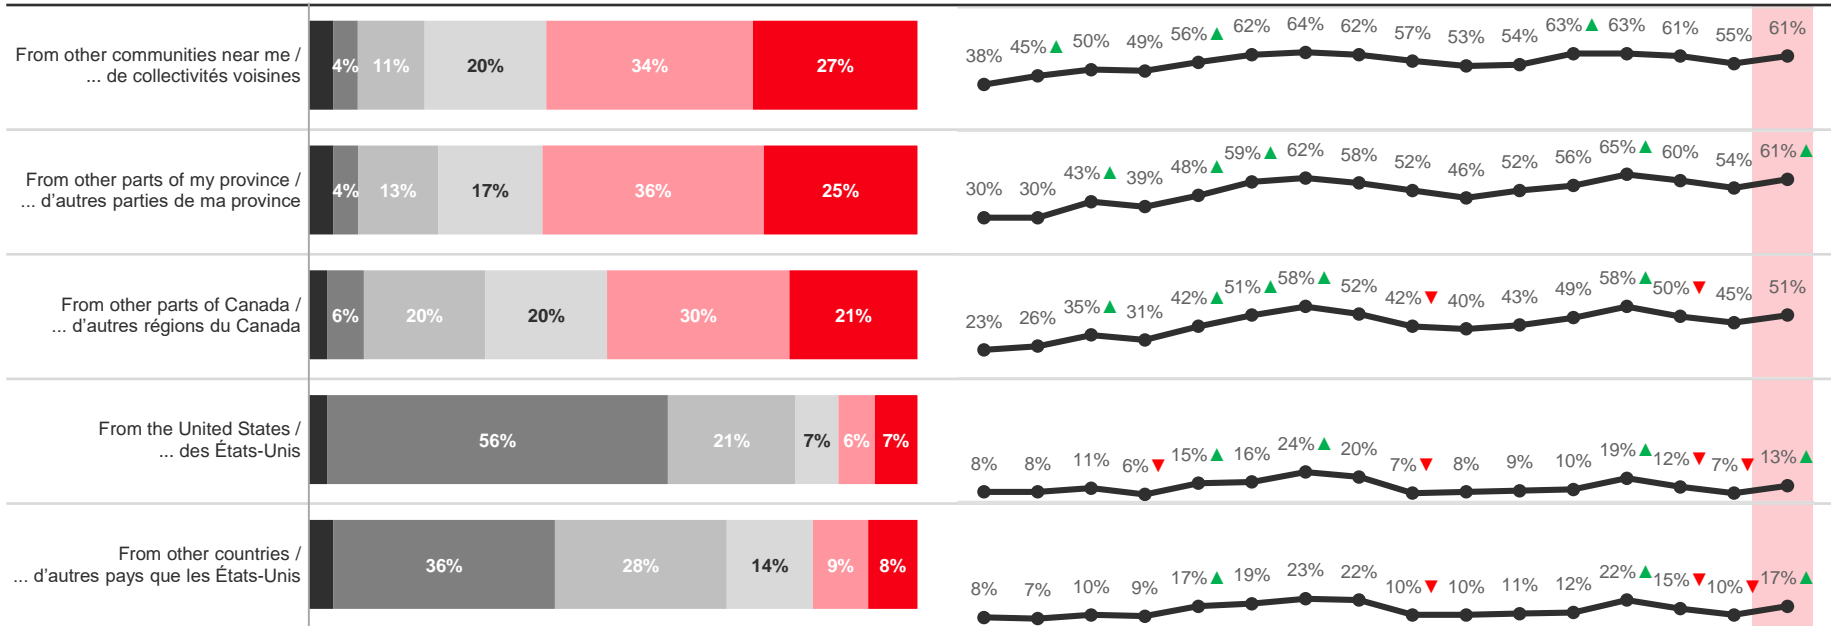 From other communities near me /
... de collectivités voisines
4% 11% 20% 34% 27%
38% 45% 50% 49% 56% 62% 64% 62% 57% 53% 54% 63% 63% 61% 55% 61%
From other parts of my province /
... d'autres parties de ma province
4% 13% 17% 36% 25%
30% 30% 43% 39% 48% 59% 62% 58% 52% 46% 52% 56% 65% 60% 54% 61%
From other parts of Canada /
... d'autres régions du Canada
6% 20% 20% 30% 21%
23% 26% 35% 31% 42% 51% 58% 52% 42% 40% 43% 49% 58% 50% 45% 51%
From the United States /
... des États-Unis
56% 21% 7% 6% 7%
8% 8% 11% 6% 15% 16% 24% 20% 7% 8% 9% 10% 19% 12% 7% 13%
From other countries /
... d'autres pays que les États-Unis
36% 28% 14% 9% 8%
8% 7% 10% 9% 17% 19% 23% 22% 10% 10% 11% 12% 22% 15% 10% 17%